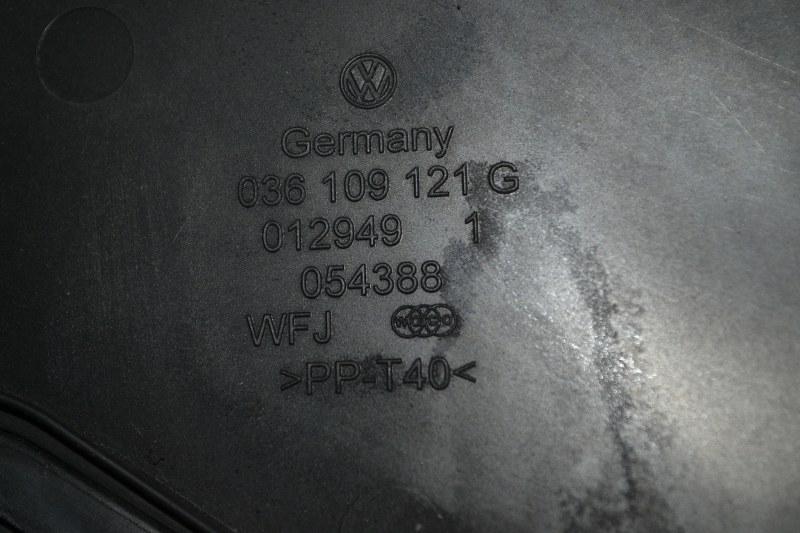 Germany
036 109 121 G
012949 1
054388
WFJ
>PP-T40<